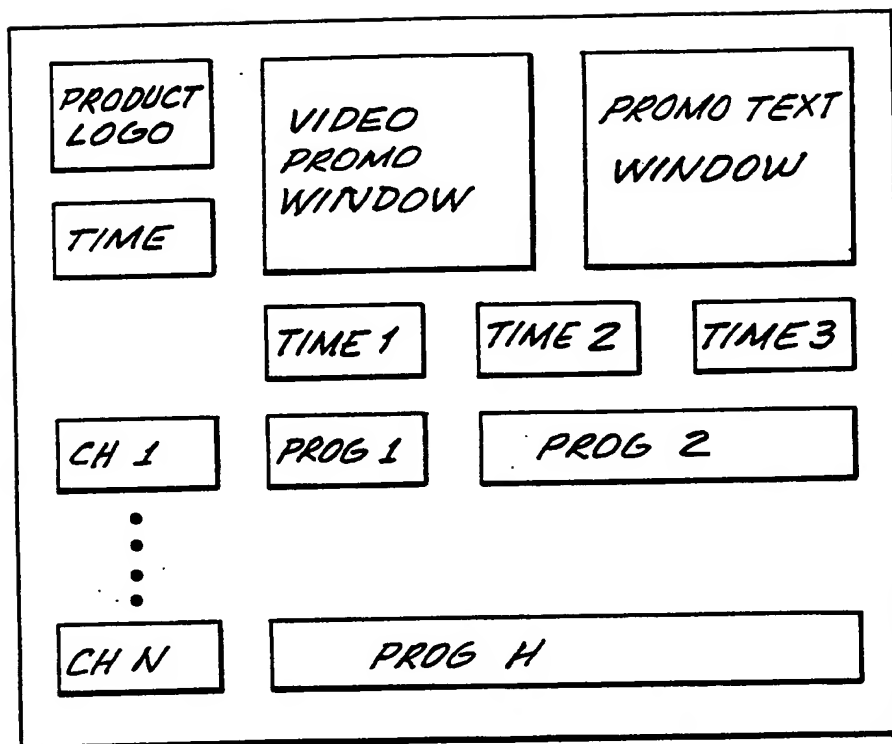 PRODUCT
LOGO
VIDEO
PROMO
WINDOW
PROMO TEXT
WINDOW
TIME
TIME 1
TIME 2
TIME 3
CH 1
PROG 1
PROG 2
CH N
PROG H